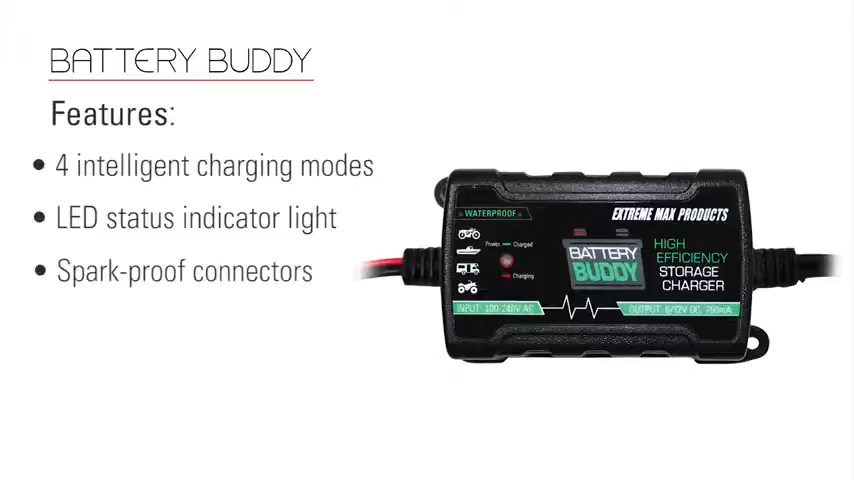 BATTERY BUDDY
Features:
• 4 intelligent charging modes
• LED status indicator light
• Spark-proof connectors
WATERPROOF
EXTREME MAX PRODUCTS
Power
Charged
Charging
BATTERY
BUDDY
HIGH
EFFICIENCY
STORAGE
CHARGER
INPUT: 100-240V AC
OUTPUT: 6/12V DC, 750mA